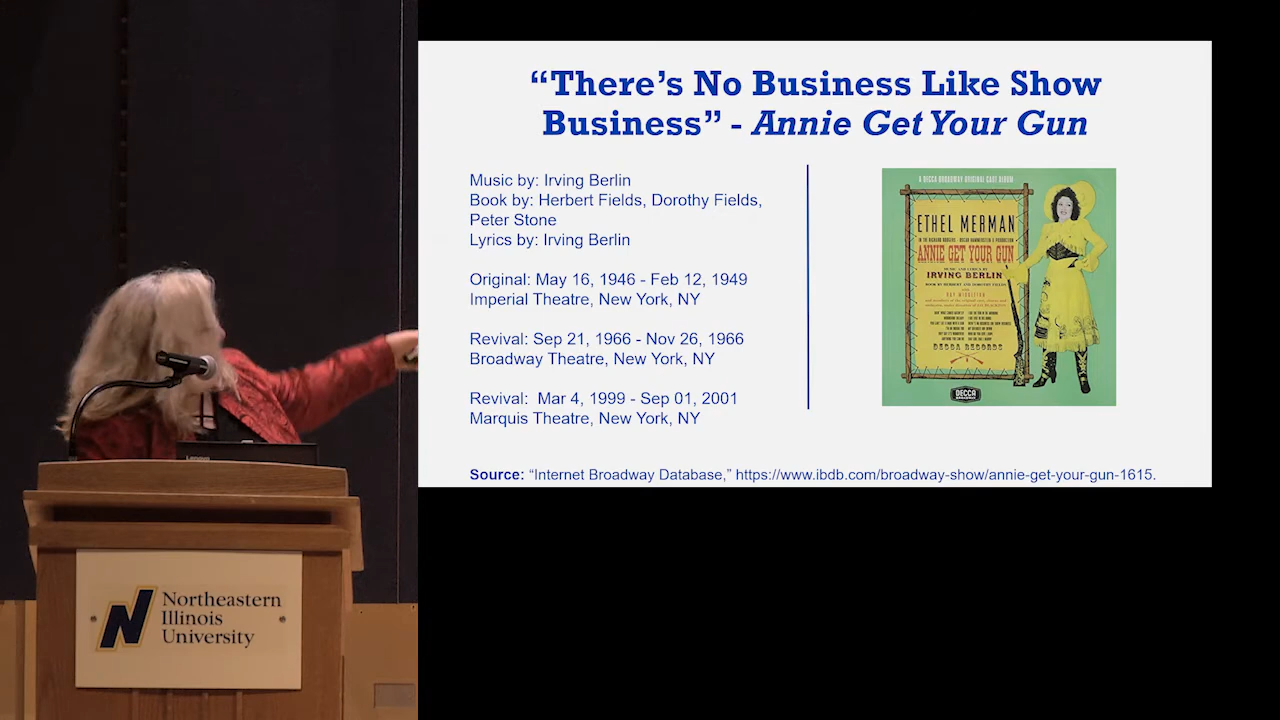 “There’s No Business Like Show
Business” - Annie Get Your Gun
Music by: Irving Berlin
Book by: Herbert Fields, Dorothy Fields,
Peter Stone
Lyrics by: Irving Berlin
Original: May 16, 1946 - Feb 12, 1949
Imperial Theatre, New York, NY
Revival: Sep 21, 1966 - Nov 26, 1966
Broadway Theatre, New York, NY
Revival:  Mar 4, 1999 - Sep 01, 2001
Marquis Theatre, New York, NY
A DECCA BROADWAY ORIGINAL CAST ALBUM
ETHEL MERMAN
ANNIE GET YOUR GUN
IRVING BERLIN
DECCA RECORDS
DECCA
Source: “Internet Broadway Database,” https://www.ibdb.com/broadway-show/annie-get-your-gun-1615.
Lenovo
Northeastern
Illinois
University